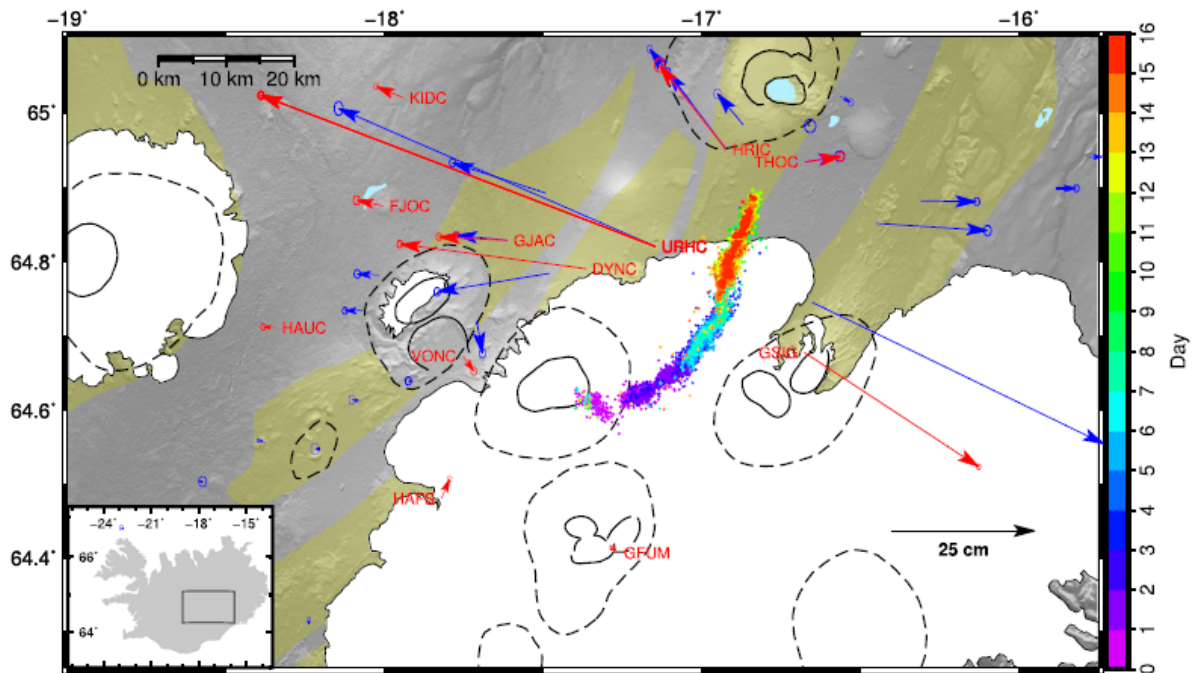 −19° −18° −17° −16°
0 km 10 km 20 km
KIDC
65°
HRIC
THOC
FJOC
URHC
GJAC
DYNC
64.8°
HAUC
VONC
GSIG
64.6°
HAFS
25 cm
GFUM
64.4°
−24° −21° −18° −15°
66°
64°
0 1 2 3 4 5 6 7 8 9 10 11 12 13 14 15 16
Day